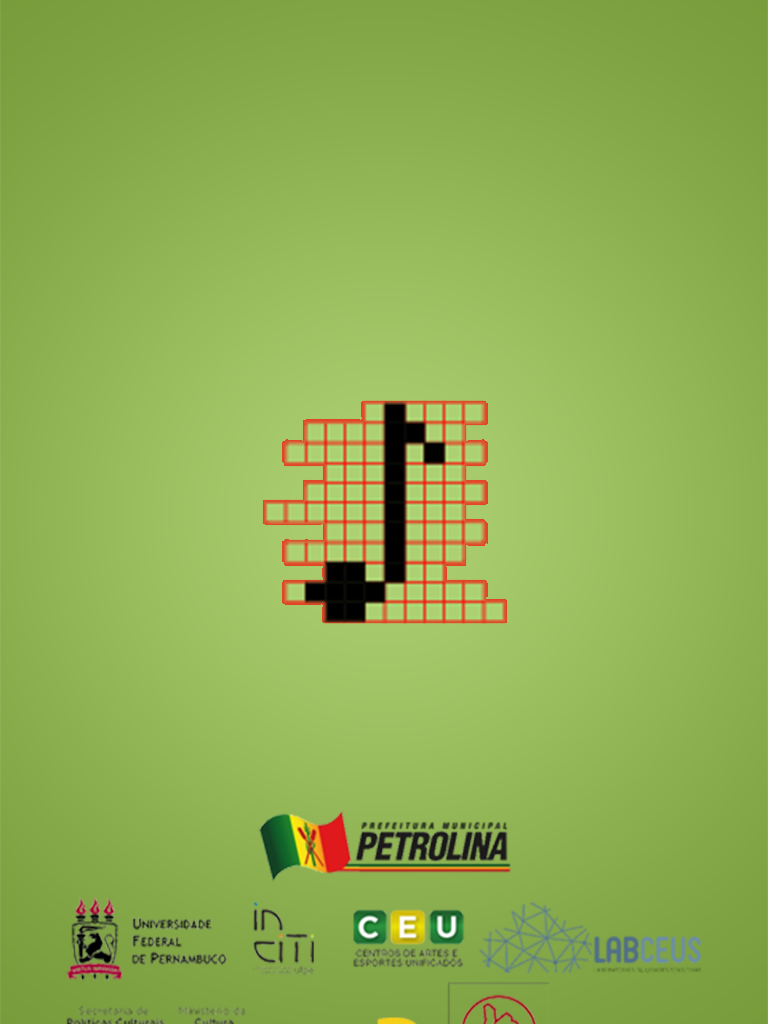 PREFEITURA MUNICIPAL
PETROLINA
UNIVERSIDADE
FEDERAL
DE PERNAMBUCO
in
citi
CEU
CENTROS DE ARTES E
ESPORTES UNIFICADOS
LABCEUS
Secretaria de
Políticas Culturais
Ministério da
Cultura